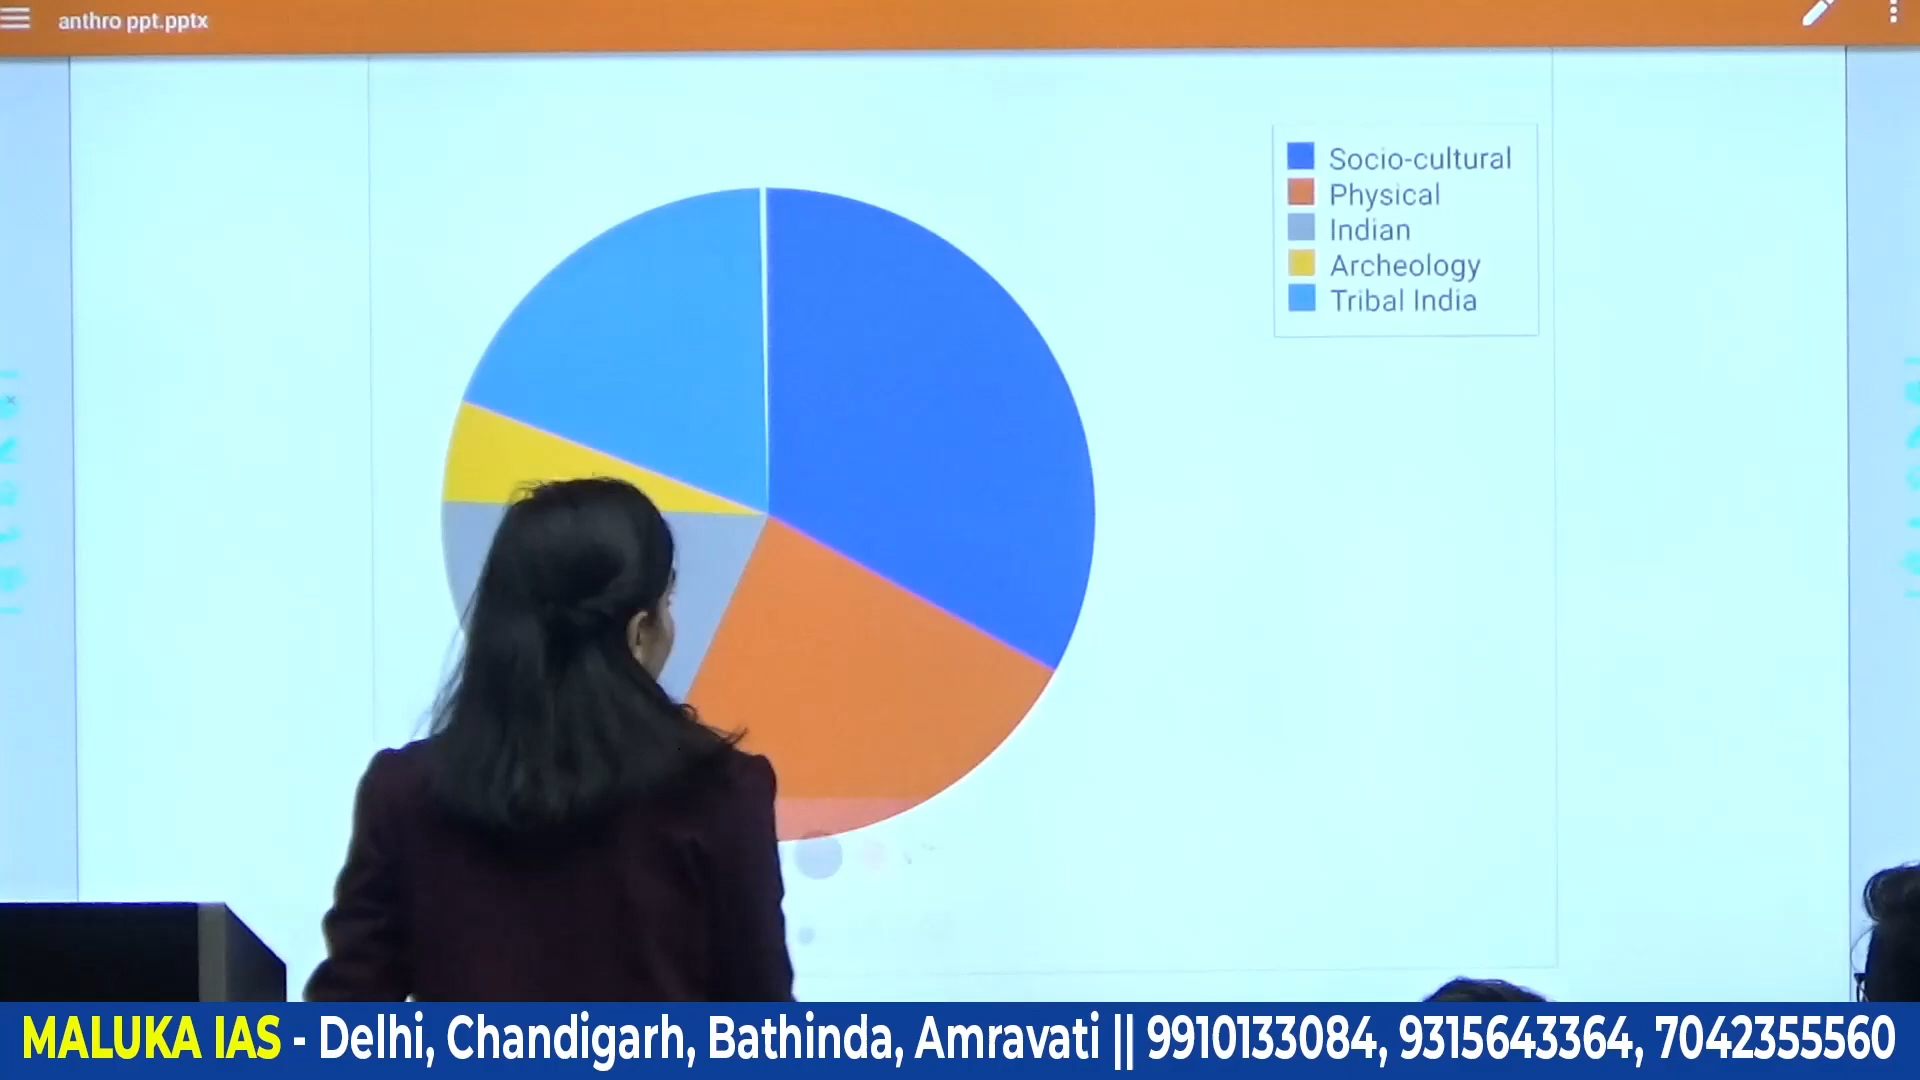 anthro ppt.pptx
Socio-cultural
Physical
Indian
Archeology
Tribal India
MALUKA IAS - Delhi, Chandigarh, Bathinda, Amravati || 9910133084, 9315643364, 7042355560